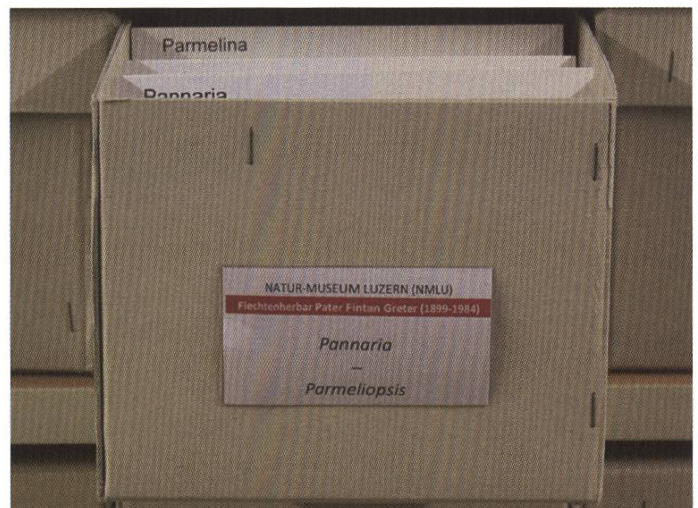 Parmelina
Pannaria
NATUR-MUSEUM LUZERN (NMLU)
Flechtenherbar Pater Fintan Greter (1899-1984)
Pannaria
–
Parmeliopsis